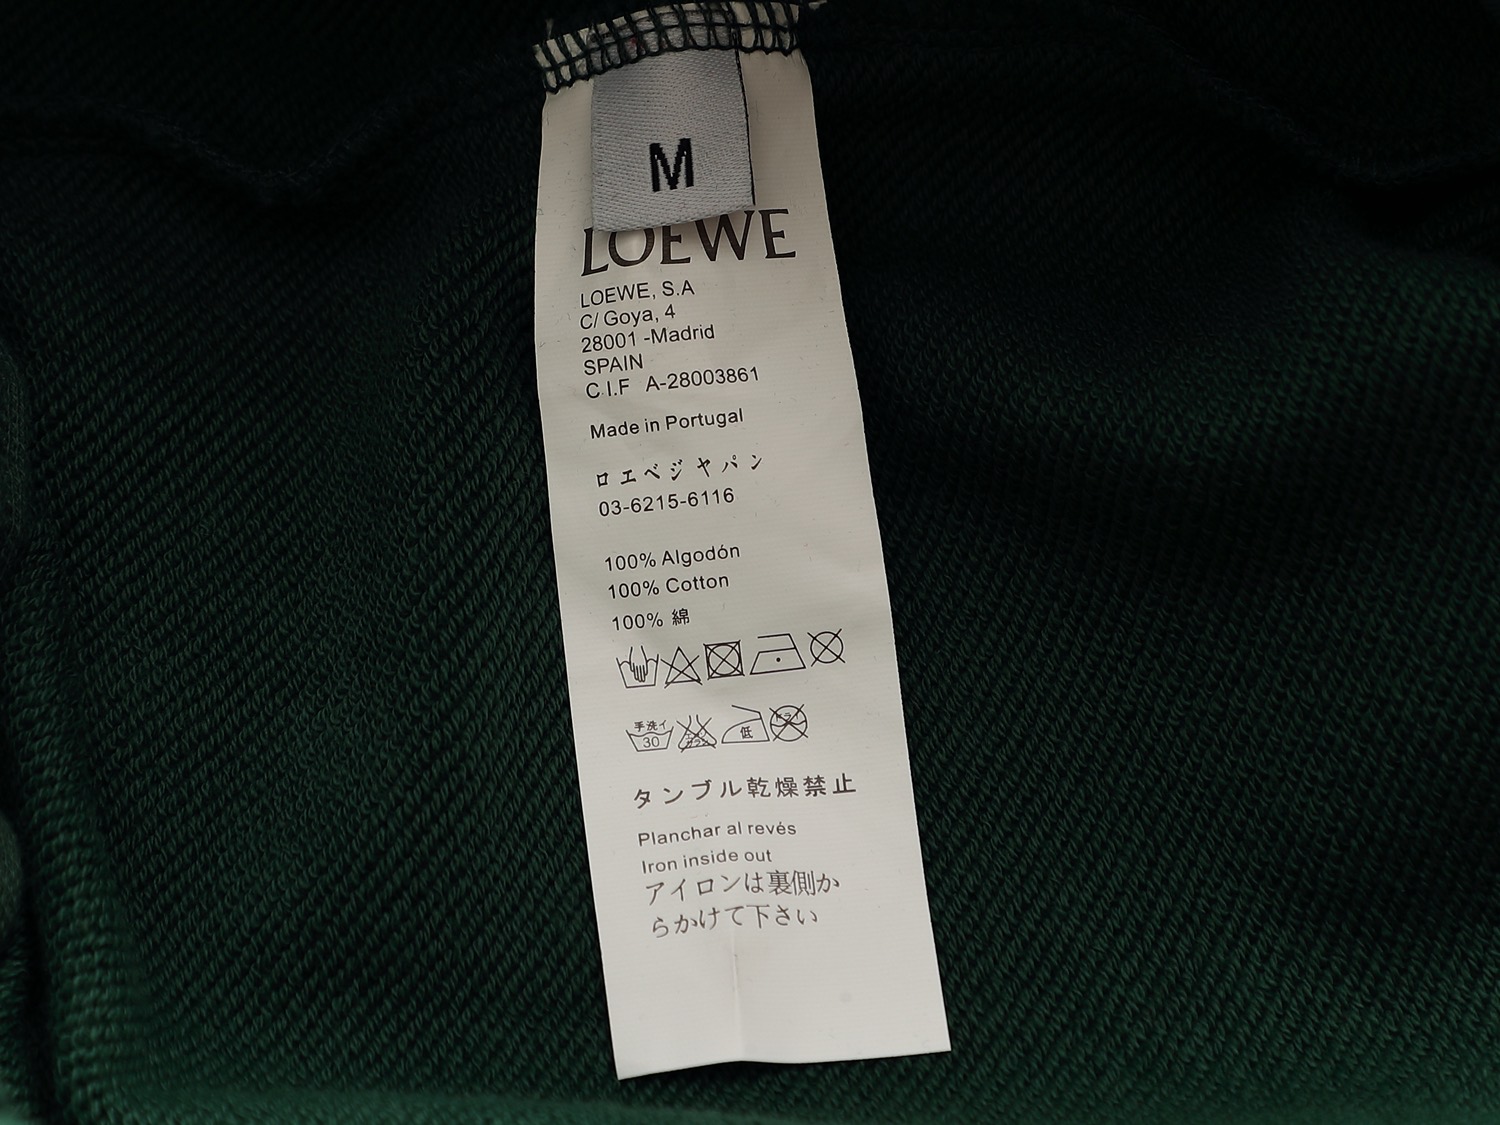 M
LOEWE
LOEWE, S.A
C/ Goya, 4
28001 -Madrid
SPAIN
C.I.F A-28003861
Made in Portugal
ロエベジャパン
03-6215-6116
100% Algodón
100% Cotton
100% 綿
手洗イ
30
低
タンブル乾燥禁止
Planchar al revés
Iron inside out
アイロンは裏側か
らかけて下さい